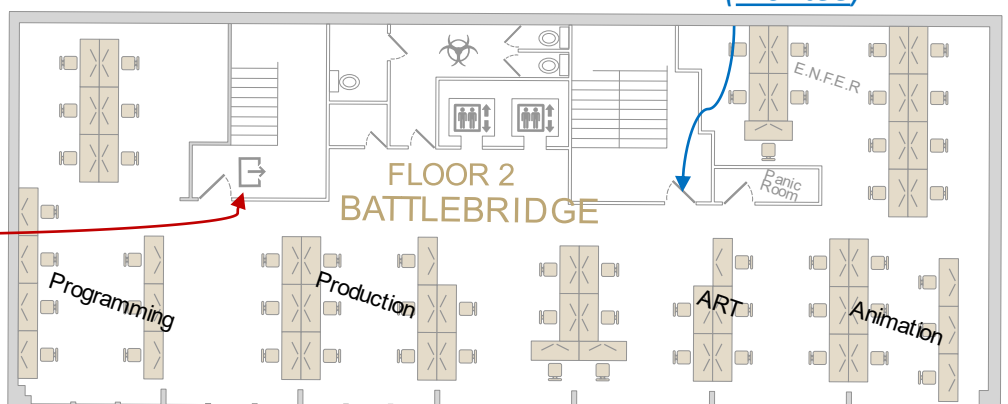 E.N.F.E.R
FLOOR 2
BATTLEBRIDGE
Panic
Room
Programming
Production
ART
Animation